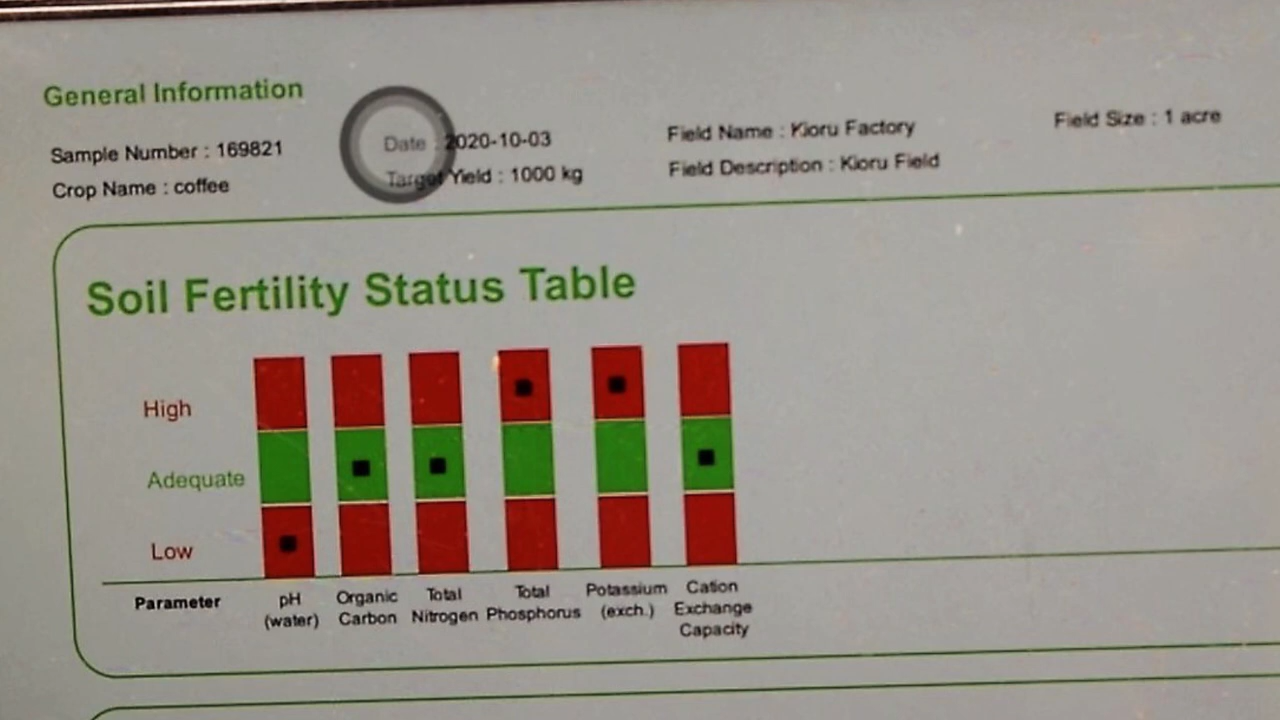 General Information
Sample Number : 169821
Date : 2020-10-03
Field Name : Kioru Factory
Field Size : 1 acre
Crop Name : coffee
Target Yield : 1000 kg
Field Description : Kioru Field
Soil Fertility Status Table
High
Adequate
Low
Parameter
pH
(water)
Organic
Carbon
Total
Nitrogen
Total
Phosphorus
Potassium
(exch.)
Cation
Exchange
Capacity